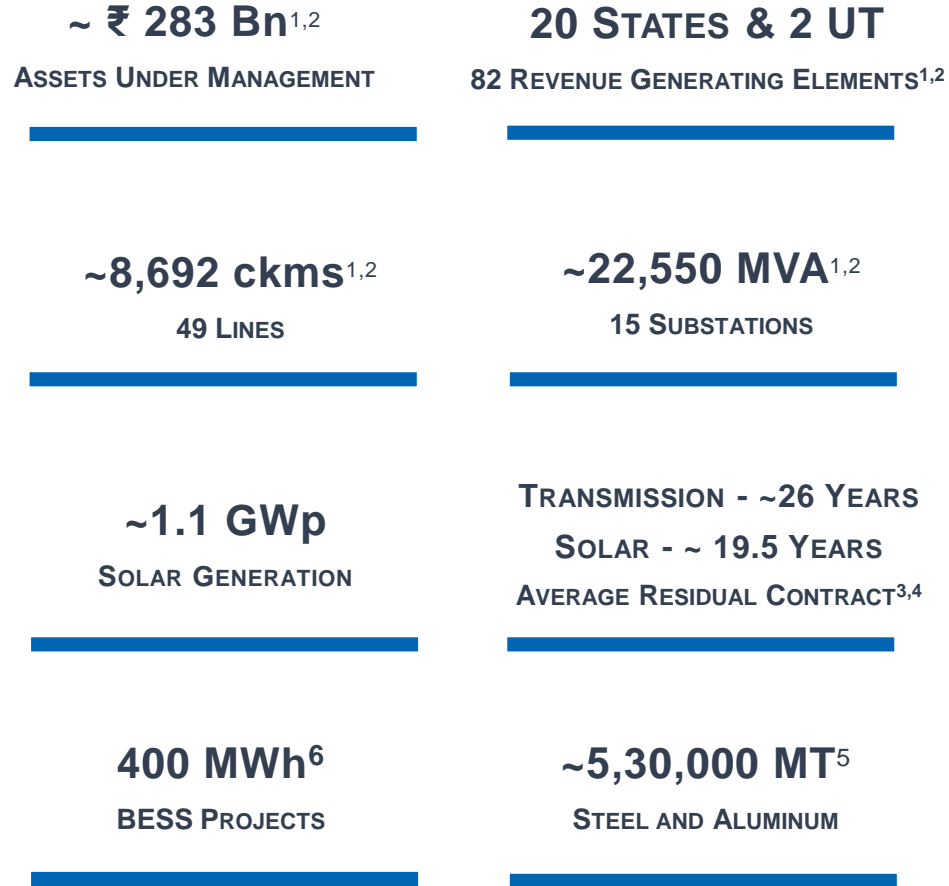 ~ ₹ 283 Bn1,2
ASSETS UNDER MANAGEMENT
20 STATES & 2 UT
82 REVENUE GENERATING ELEMENTS1,2
~8,692 ckms1,2
49 LINES
~22,550 MVA1,2
15 SUBSTATIONS
~1.1 GWp
SOLAR GENERATION
TRANSMISSION - ~26 YEARS
SOLAR - ~ 19.5 YEARS
AVERAGE RESIDUAL CONTRACT3,4
400 MWh6
BESS PROJECTS
~5,30,000 MT5
STEEL AND ALUMINUM